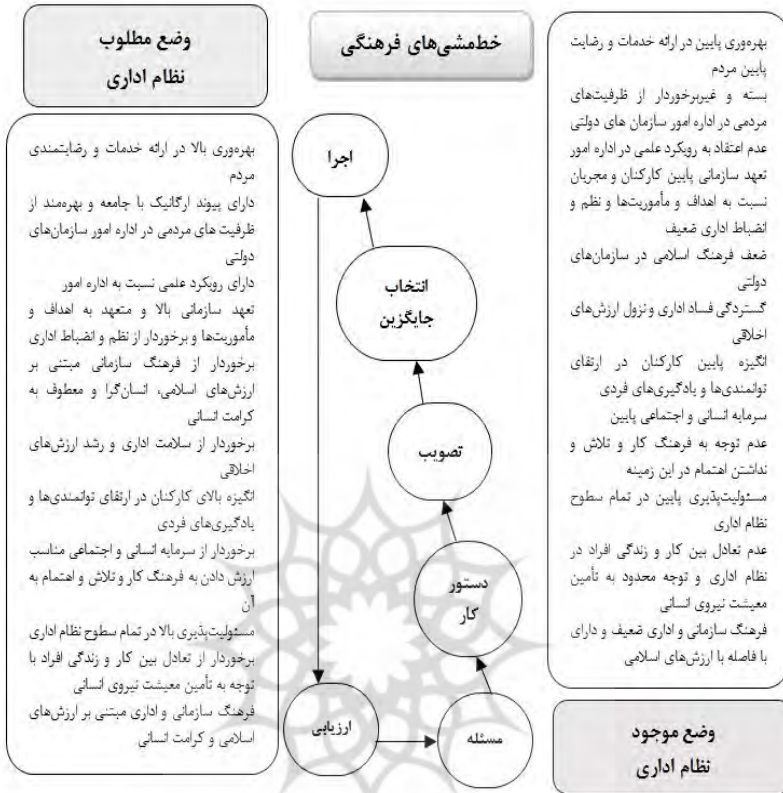 خط‌مشی‌های فرهنگی
بهره‌وری پایین در ارائه خدمات و رضایت
پایین مردم
بسته و غیربرخوردار از ظرفیت‌های
مردمی در اداره امور سازمان های دولتی
عدم اعتقاد به رویکرد علمی در اداره امور
تعهد سازمانی پایین کارکنان و مجریان
نسبت به اهداف و مأموریت‌ها و نظم و
انضباط اداری ضعیف
ضعف فرهنگ اسلامی در سازمان‌های
دولتی
گستردگی فساد اداری و نزول ارزش‌های
اخلاقی
انگیزه پایین کارکنان در ارتقای
توانمندی‌ها و یادگیری‌های فردی
سرمایه انسانی و اجتماعی پایین
عدم توجه به فرهنگ کار و تلاش و
نداشتن اهتمام در این زمینه
مسئولیت‌پذیری پایین در تمام سطوح
نظام اداری
عدم تعادل بین کار و زندگی افراد در
نظام اداری و توجه محدود به تأمین
معیشت نیروی انسانی
فرهنگ سازمانی و اداری ضعیف و دارای
با فاصله با ارزش‌های اسلامی
وضع موجود
نظام اداری
اجرا
انتخاب
جایگزین
تصویب
دستور
کار
مسئله
ارزیابی
وضع مطلوب
نظام اداری
بهره‌وری بالا در ارائه خدمات و رضایتمندی
مردم
دارای پیوند ارگانیک با جامعه و بهره‌مند از
ظرفیت های مردمی در اداره امور سازمان‌های
دولتی
دارای رویکرد علمی نسبت به اداره امور
تعهد سازمانی بالا و متعهد به اهداف و
مأموریت‌ها و برخوردار از نظم و انضباط اداری
برخوردار از فرهنگ سازمانی مبتنی بر
ارزش‌های اسلامی، انسان‌گرا و معطوف به
کرامت انسانی
برخوردار از سلامت اداری و رشد ارزش‌های
اخلاقی
انگیزه بالای کارکنان در ارتقای توانمندی‌ها و
یادگیری‌های فردی
برخوردار از سرمایه انسانی و اجتماعی مناسب
ارزش دادن به فرهنگ کار و تلاش و اهتمام به
آن
مسئولیت‌پذیری بالا در تمام سطوح نظام اداری
برخوردار از تعادل بین کار و زندگی افراد با
توجه به تأمین معیشت نیروی انسانی
فرهنگ سازمانی و اداری مبتنی بر ارزش‌های
اسلامی و کرامت انسانی